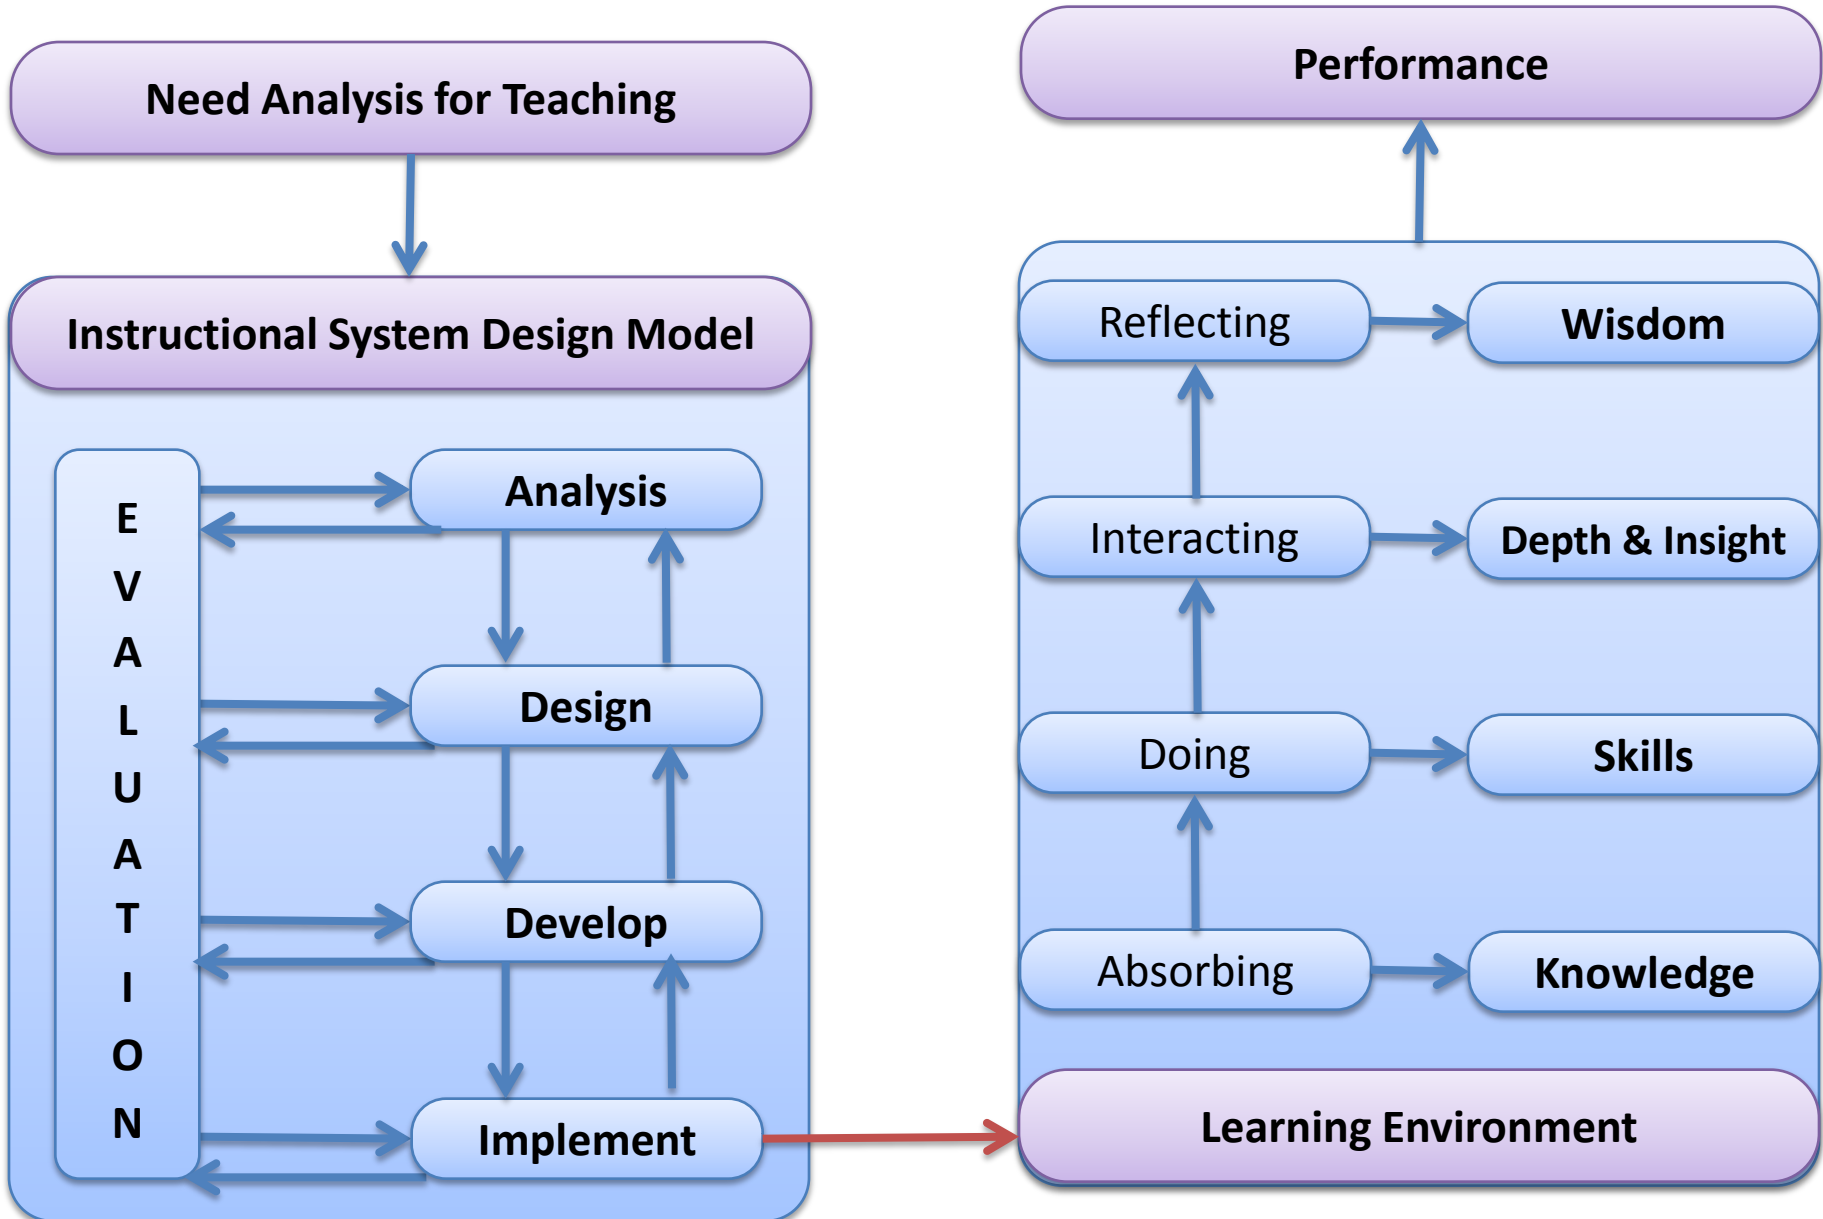 Need Analysis for Teaching
Instructional System Design Model
E
V
A
L
U
A
T
I
O
N
Analysis
Design
Develop
Implement
Performance
Reflecting
Wisdom
Interacting
Depth & Insight
Doing
Skills
Absorbing
Knowledge
Learning Environment